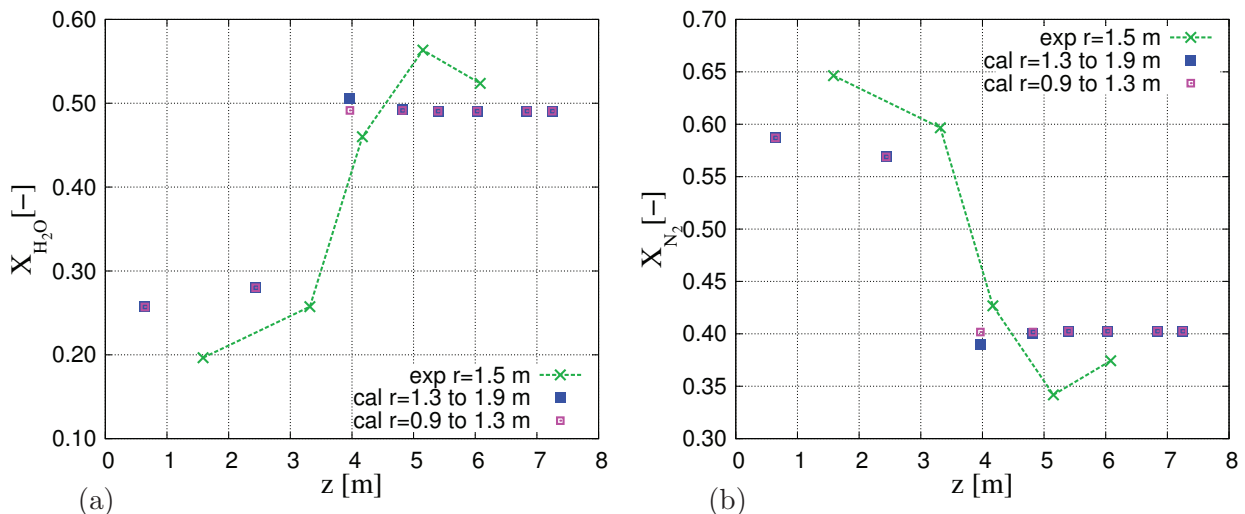 0.60
0.50
0.40
0.30
0.20
0.10
X_H₂O [−]
exp r=1.5 m
cal r=1.3 to 1.9 m
cal r=0.9 to 1.3 m
0 1 2 3 4 5 6 7 8
z [m]
(a)
0.65
0.60
0.55
0.50
0.45
0.40
0.35
0.30
X_N₂ [−]
exp r=1.5 m
cal r=1.3 to 1.9 m
cal r=0.9 to 1.3 m
0 1 2 3 4 5 6 7 8
z [m]
(b)